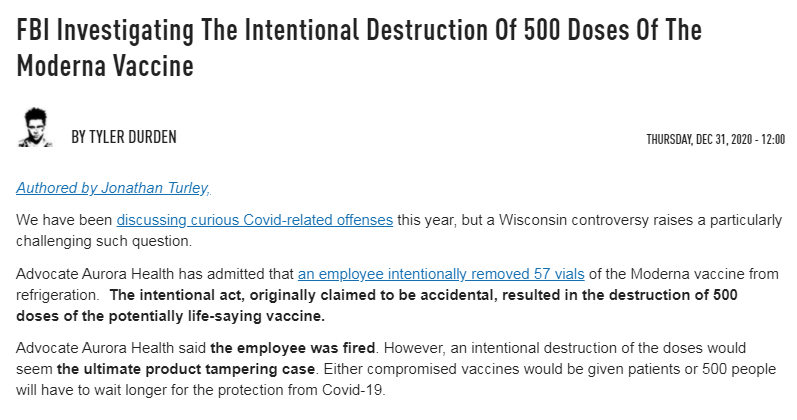 FBI Investigating The Intentional Destruction Of 500 Doses Of The
Moderna Vaccine
BY TYLER DURDEN
THURSDAY, DEC 31, 2020 - 12:00
Authored by Jonathan Turley,
We have been discussing curious Covid-related offenses this year, but a Wisconsin controversy raises a particularly
challenging such question.
Advocate Aurora Health has admitted that an employee intentionally removed 57 vials of the Moderna vaccine from
refrigeration.  The intentional act, originally claimed to be accidental, resulted in the destruction of 500
doses of the potentially life-saying vaccine.
Advocate Aurora Health said the employee was fired. However, an intentional destruction of the doses would
seem the ultimate product tampering case. Either compromised vaccines would be given patients or 500 people
will have to wait longer for the protection from Covid-19.